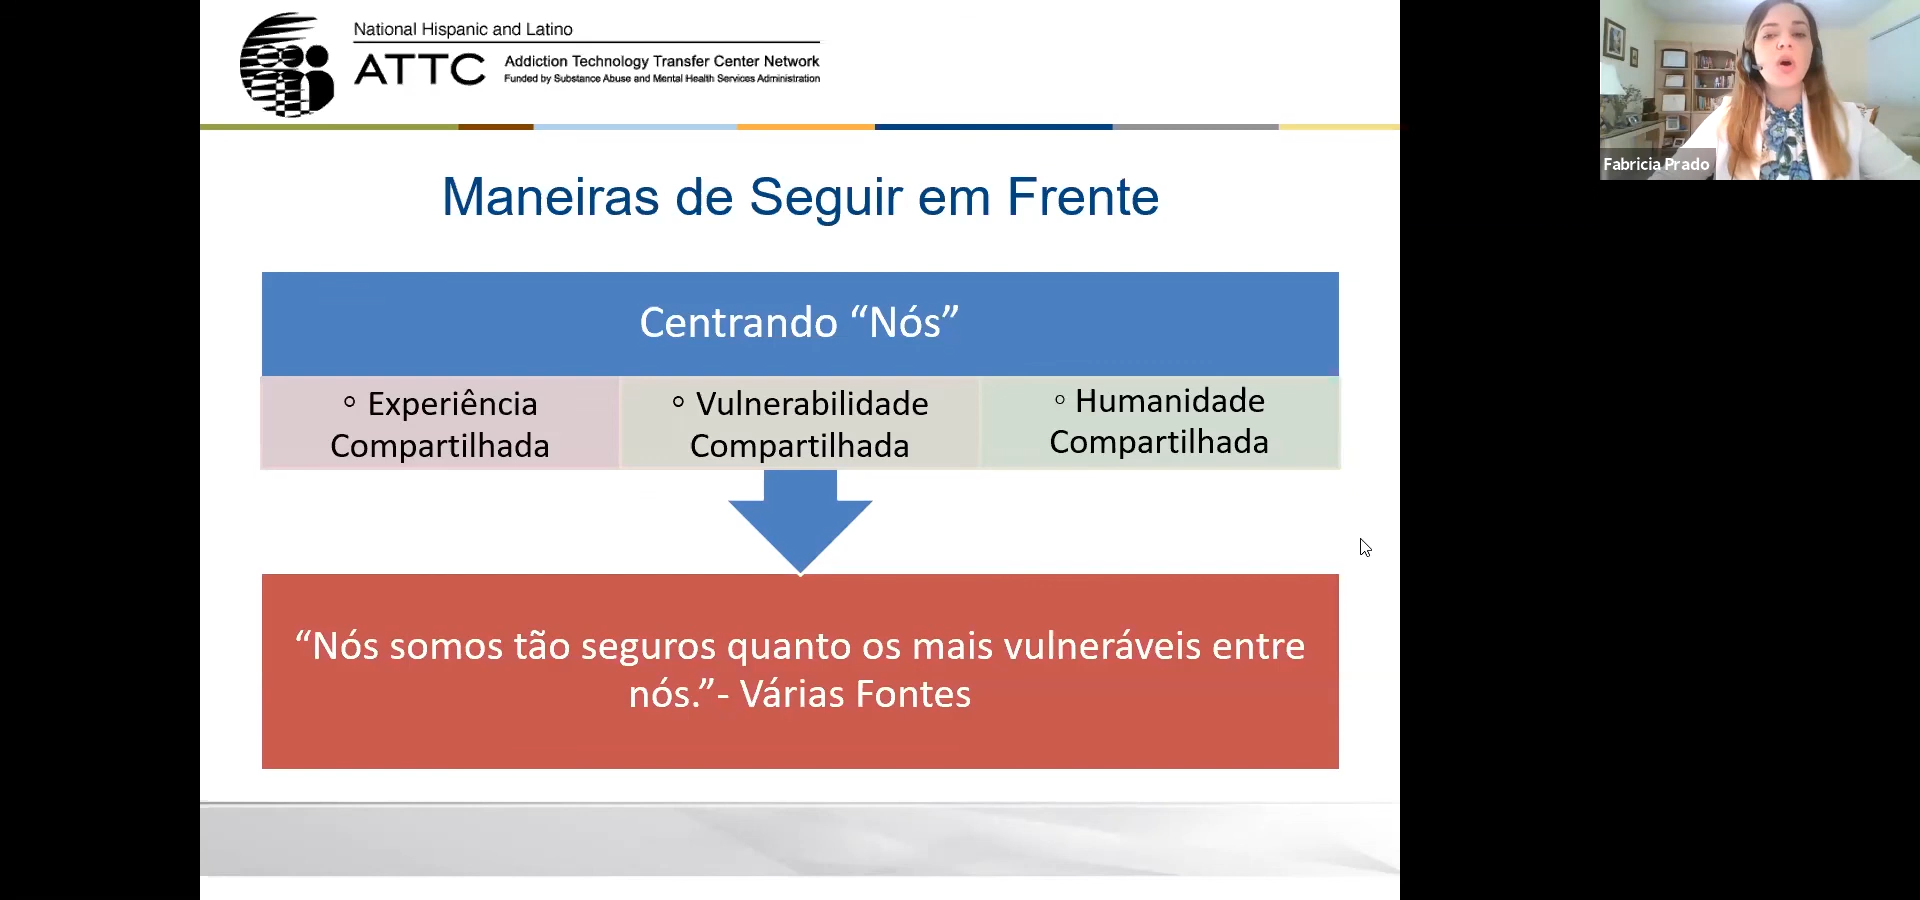 National Hispanic and Latino
ATTC
Addiction Technology Transfer Center Network
Funded by Substance Abuse and Mental Health Services Administration
Fabricia Prado
Maneiras de Seguir em Frente
Centrando “Nós”
◦ Experiência
Compartilhada
◦ Vulnerabilidade
Compartilhada
◦ Humanidade
Compartilhada
“Nós somos tão seguros quanto os mais vulneráveis entre
nós.”- Várias Fontes